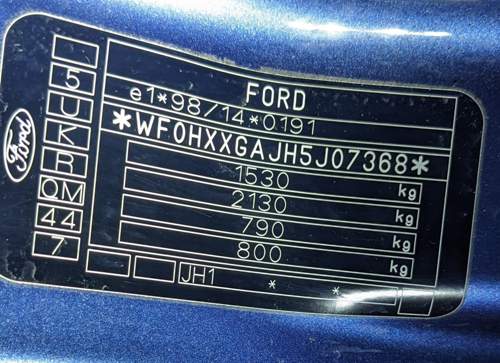 FORD
e1*98/14*0191
*WF0HXXGAJH5J07368*
1530 kg
2130 kg
790 kg
800 kg
JH1 * *
5
U
K
R
QM
44
7
Ford